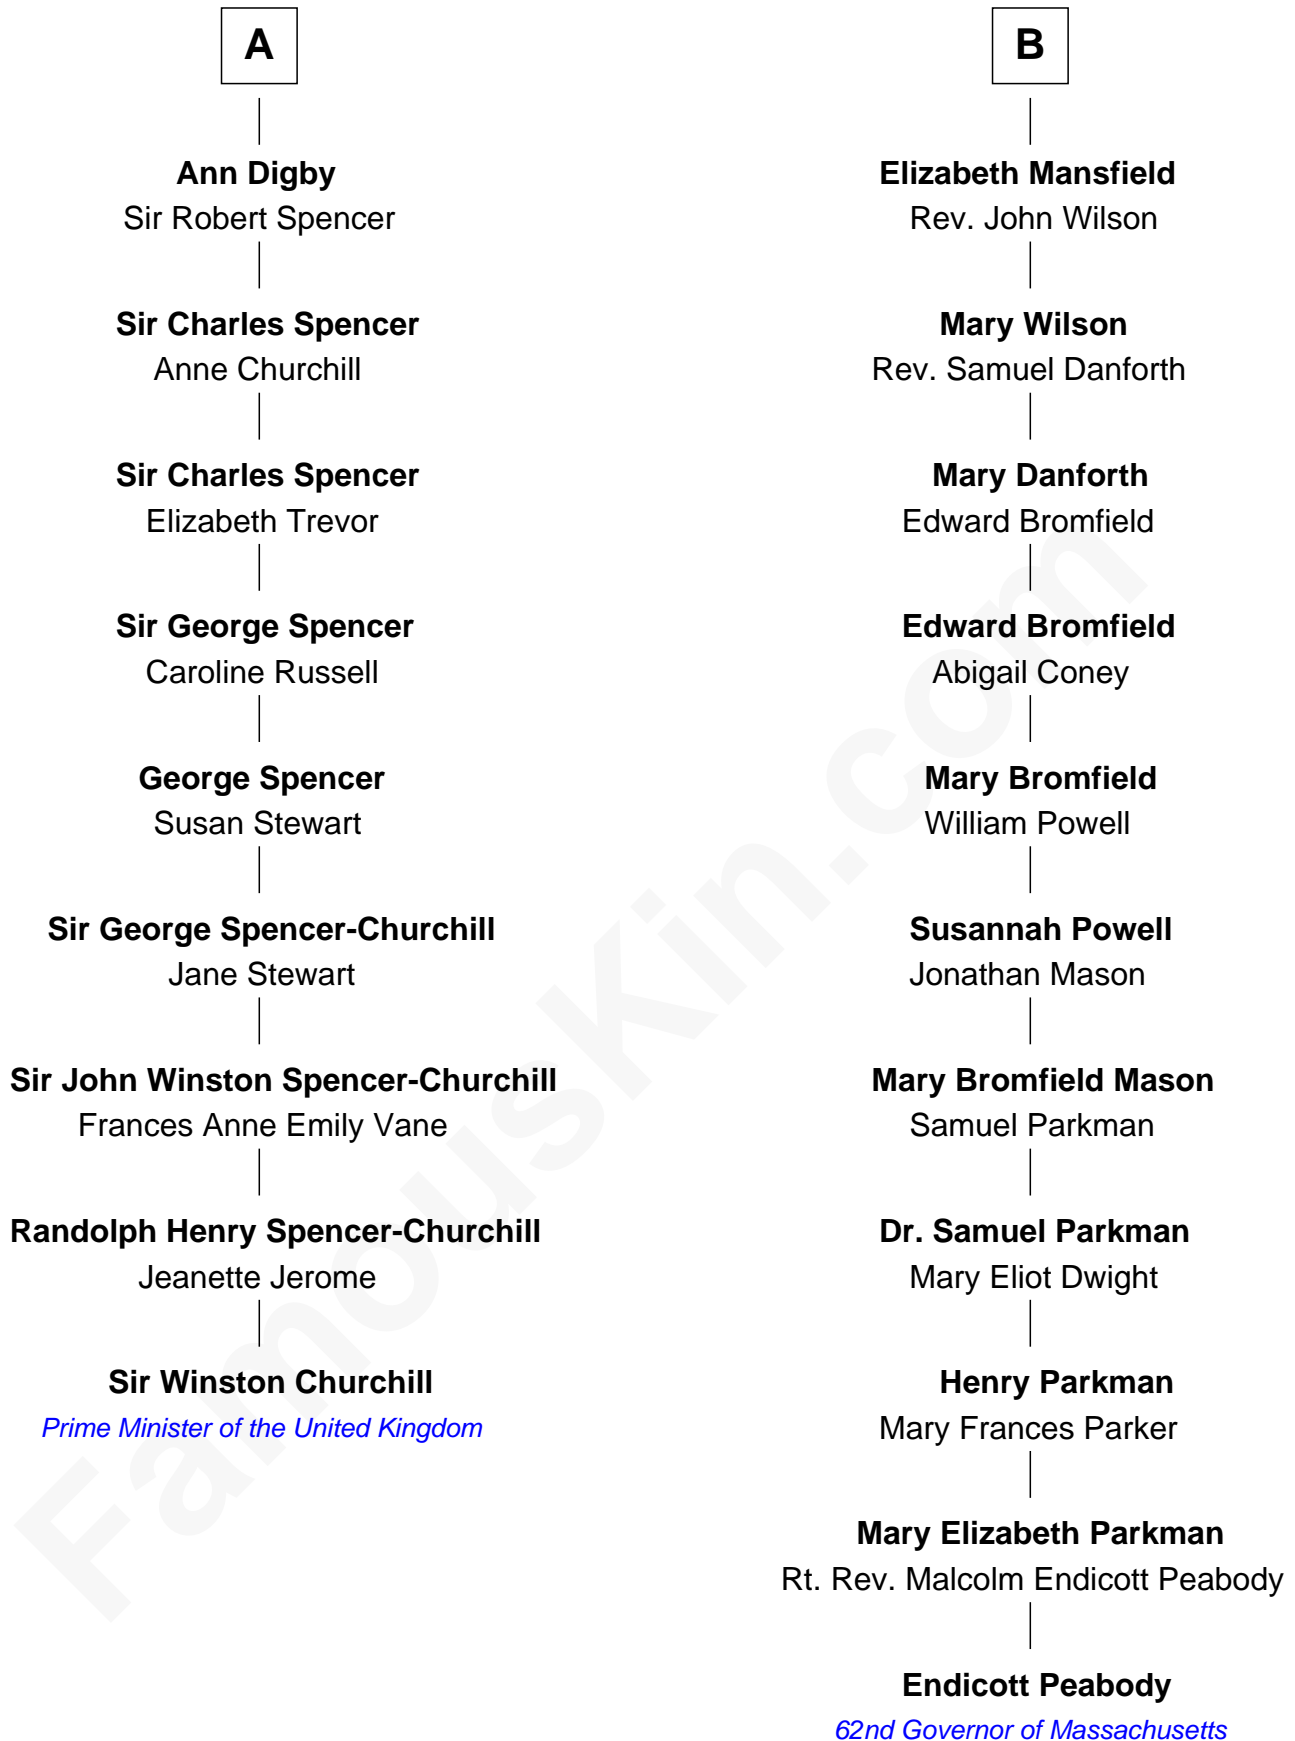 A
Ann Digby
Sir Robert Spencer
Sir Charles Spencer
Anne Churchill
Sir Charles Spencer
Elizabeth Trevor
Sir George Spencer
Caroline Russell
George Spencer
Susan Stewart
Sir George Spencer-Churchill
Jane Stewart
Sir John Winston Spencer-Churchill
Frances Anne Emily Vane
Randolph Henry Spencer-Churchill
Jeanette Jerome
Sir Winston Churchill
Prime Minister of the United Kingdom
B
Elizabeth Mansfield
Rev. John Wilson
Mary Wilson
Rev. Samuel Danforth
Mary Danforth
Edward Bromfield
Edward Bromfield
Abigail Coney
Mary Bromfield
William Powell
Susannah Powell
Jonathan Mason
Mary Bromfield Mason
Samuel Parkman
Dr. Samuel Parkman
Mary Eliot Dwight
Henry Parkman
Mary Frances Parker
Mary Elizabeth Parkman
Rt. Rev. Malcolm Endicott Peabody
Endicott Peabody
62nd Governor of Massachusetts
FamousKin.com